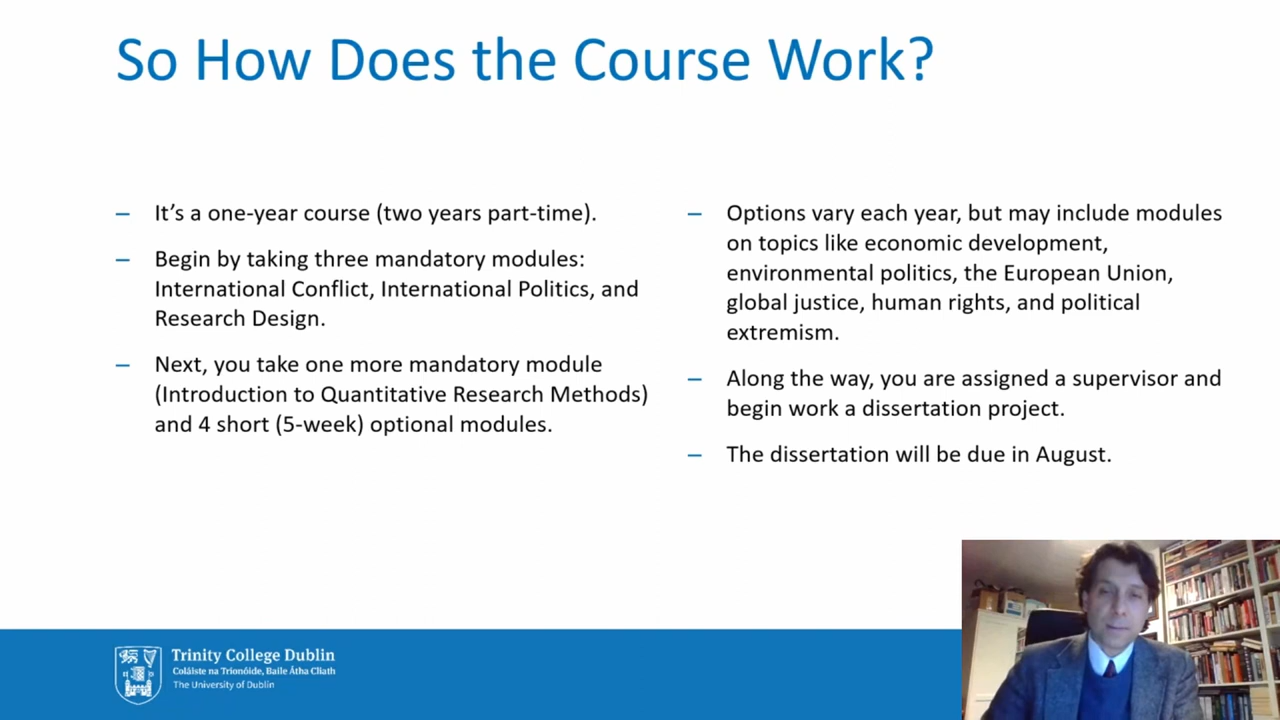 So How Does the Course Work?
– It’s a one-year course (two years part-time).
– Begin by taking three mandatory modules:
International Conflict, International Politics, and
Research Design.
– Next, you take one more mandatory module
(Introduction to Quantitative Research Methods)
and 4 short (5-week) optional modules.
– Options vary each year, but may include modules
on topics like economic development,
environmental politics, the European Union,
global justice, human rights, and political
extremism.
– Along the way, you are assigned a supervisor and
begin work a dissertation project.
– The dissertation will be due in August.
Trinity College Dublin
Coláiste na Tríonóide, Baile Átha Cliath
The University of Dublin